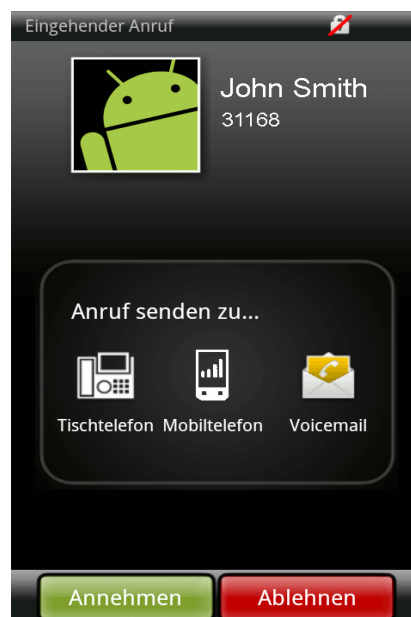 Eingehender Anruf
John Smith
31168
Anruf senden zu...
Tischtelefon Mobiltelefon Voicemail
Annehmen Ablehnen